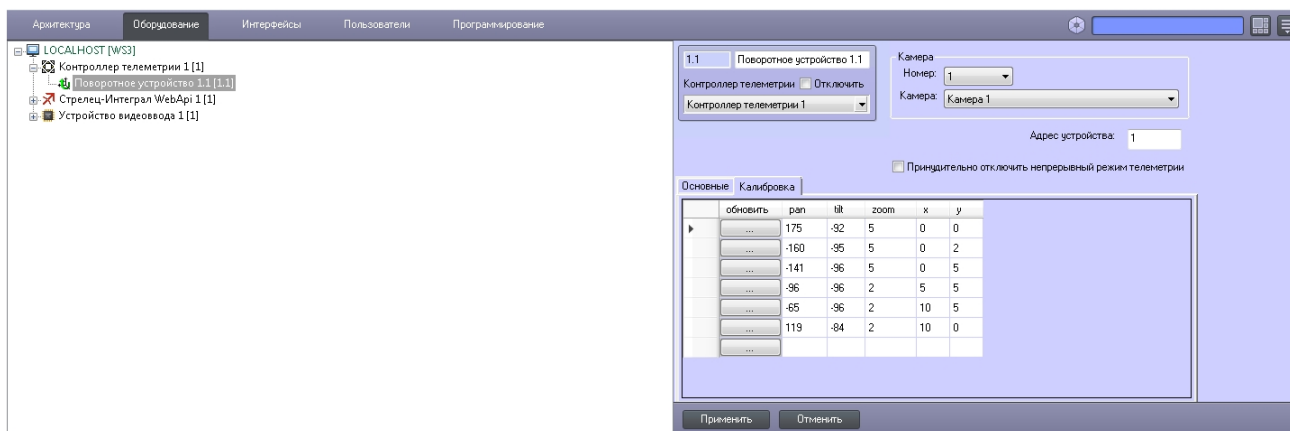 Архитектура Оборудование Интерфейсы Пользователи Программирование
LOCALHOST [WS3]
Контроллер телеметрии 1 [1]
Поворотное устройство 1.1 [1.1]
Стрелец-Интеграл WebApi 1 [1]
Устройство видеоввода 1 [1]
1.1 Поворотное устройство 1.1
Контроллер телеметрии Отключить
Контроллер телеметрии 1
Камера
Номер: 1
Камера: Камера 1
Адрес устройства: 1
Принудительно отключить непрерывный режим телеметрии
Основные Калибровка
обновить pan tilt zoom x y
... 175 -92 5 0 0
... -160 -95 5 0 2
... -141 -96 5 0 5
... -96 -96 2 5 5
... -65 -96 2 10 5
... 119 -84 2 10 0
...
Применить Отменить